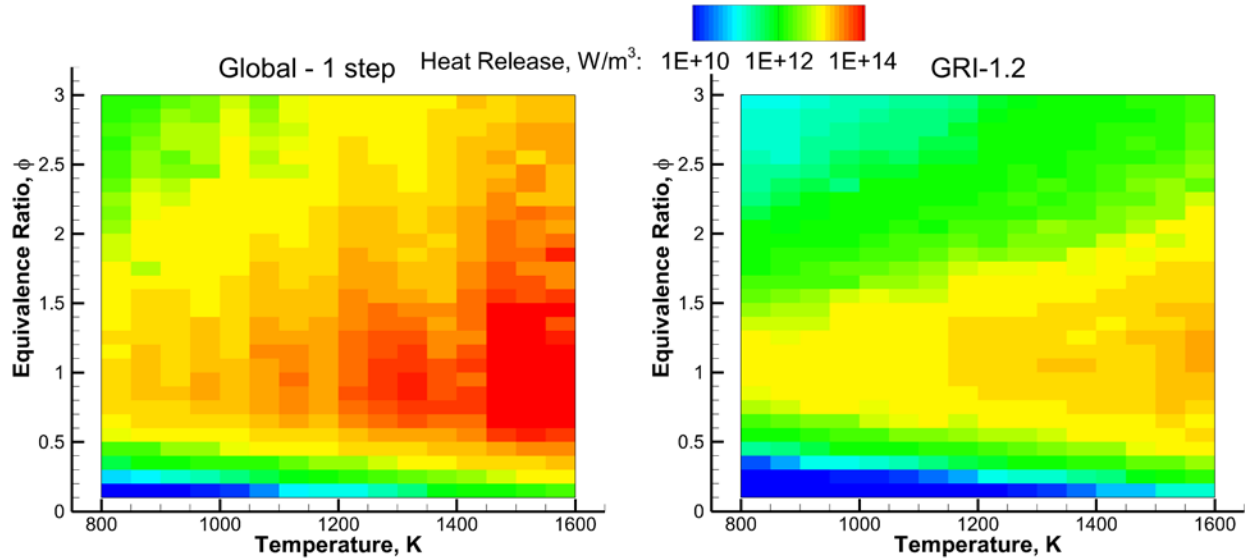 Heat Release, W/m³: 1E+10 1E+12 1E+14
Global - 1 step
Equivalence Ratio, ϕ
3
2.5
2
1.5
1
0.5
0
800 1000 1200 1400 1600
Temperature, K
GRI-1.2
Equivalence Ratio, ϕ
3
2.5
2
1.5
1
0.5
0
800 1000 1200 1400 1600
Temperature, K